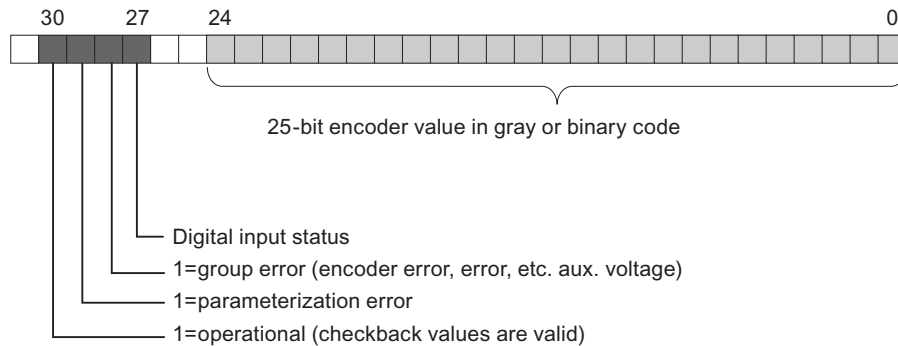 30 27 24 0
25-bit encoder value in gray or binary code
Digital input status
1=group error (encoder error, error, etc. aux. voltage)
1=parameterization error
1=operational (checkback values are valid)